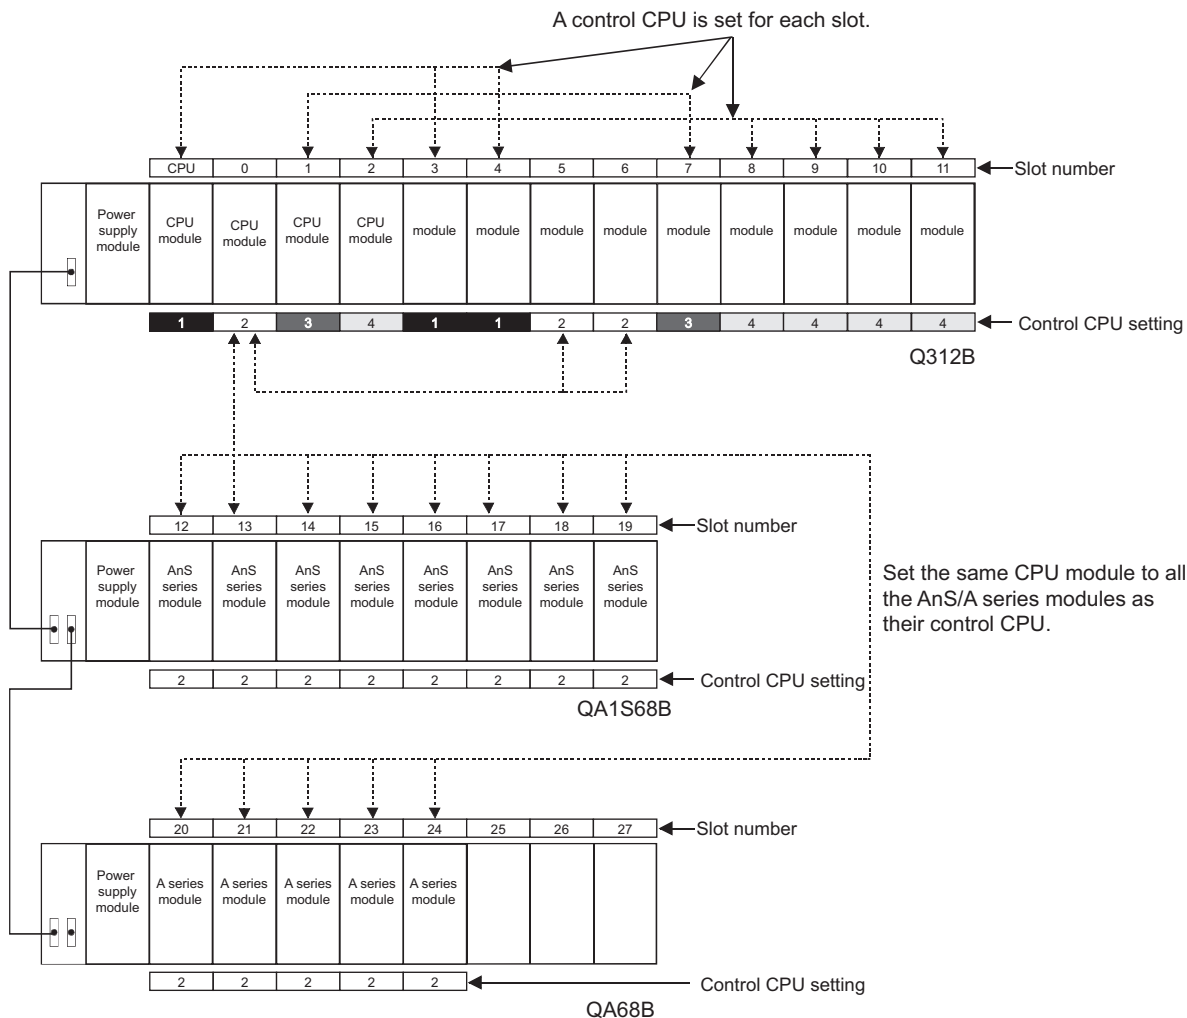 A control CPU is set for each slot.
CPU 0 1 2 3 4 5 6 7 8 9 10 11
Slot number
Power supply module
CPU module
CPU module
CPU module
CPU module
module
module
module
module
module
module
module
module
module
1 2 3 4 1 1 2 2 3 4 4 4 4
Control CPU setting
Q312B
12 13 14 15 16 17 18 19
Slot number
Power supply module
AnS series module
AnS series module
AnS series module
AnS series module
AnS series module
AnS series module
AnS series module
AnS series module
Set the same CPU module to all
the AnS/A series modules as
their control CPU.
2 2 2 2 2 2 2 2
Control CPU setting
QA1S68B
20 21 22 23 24 25 26 27
Slot number
Power supply module
A series module
A series module
A series module
A series module
A series module
2 2 2 2 2
Control CPU setting
QA68B